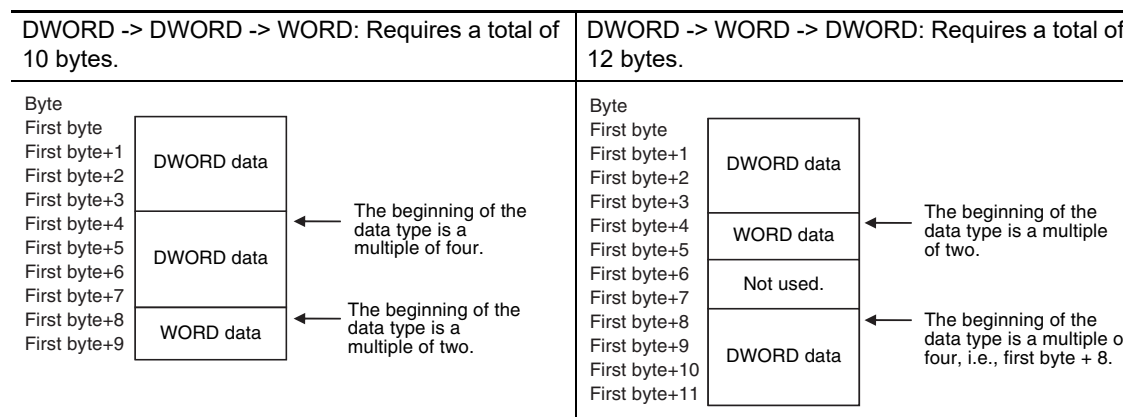 DWORD -> DWORD -> WORD: Requires a total of
10 bytes.
Byte
First byte
First byte+1
First byte+2
First byte+3
First byte+4
First byte+5
First byte+6
First byte+7
First byte+8
First byte+9
DWORD data
DWORD data
WORD data
The beginning of the
data type is a
multiple of four.
The beginning of the
data type is a
multiple of two.
DWORD -> WORD -> DWORD: Requires a total of
12 bytes.
Byte
First byte
First byte+1
First byte+2
First byte+3
First byte+4
First byte+5
First byte+6
First byte+7
First byte+8
First byte+9
First byte+10
First byte+11
DWORD data
WORD data
Not used.
DWORD data
The beginning of the
data type is a multiple
of two.
The beginning of the
data type is a multiple o
four, i.e., first byte + 8.